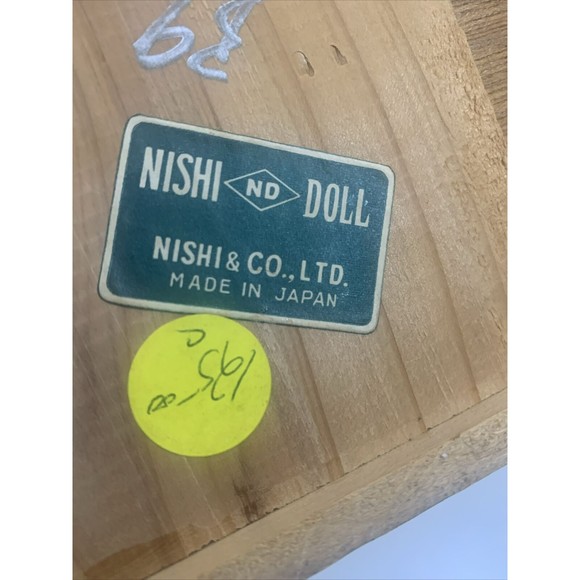 NISHI ND DOLL
NISHI & CO., LTD.
MADE IN JAPAN